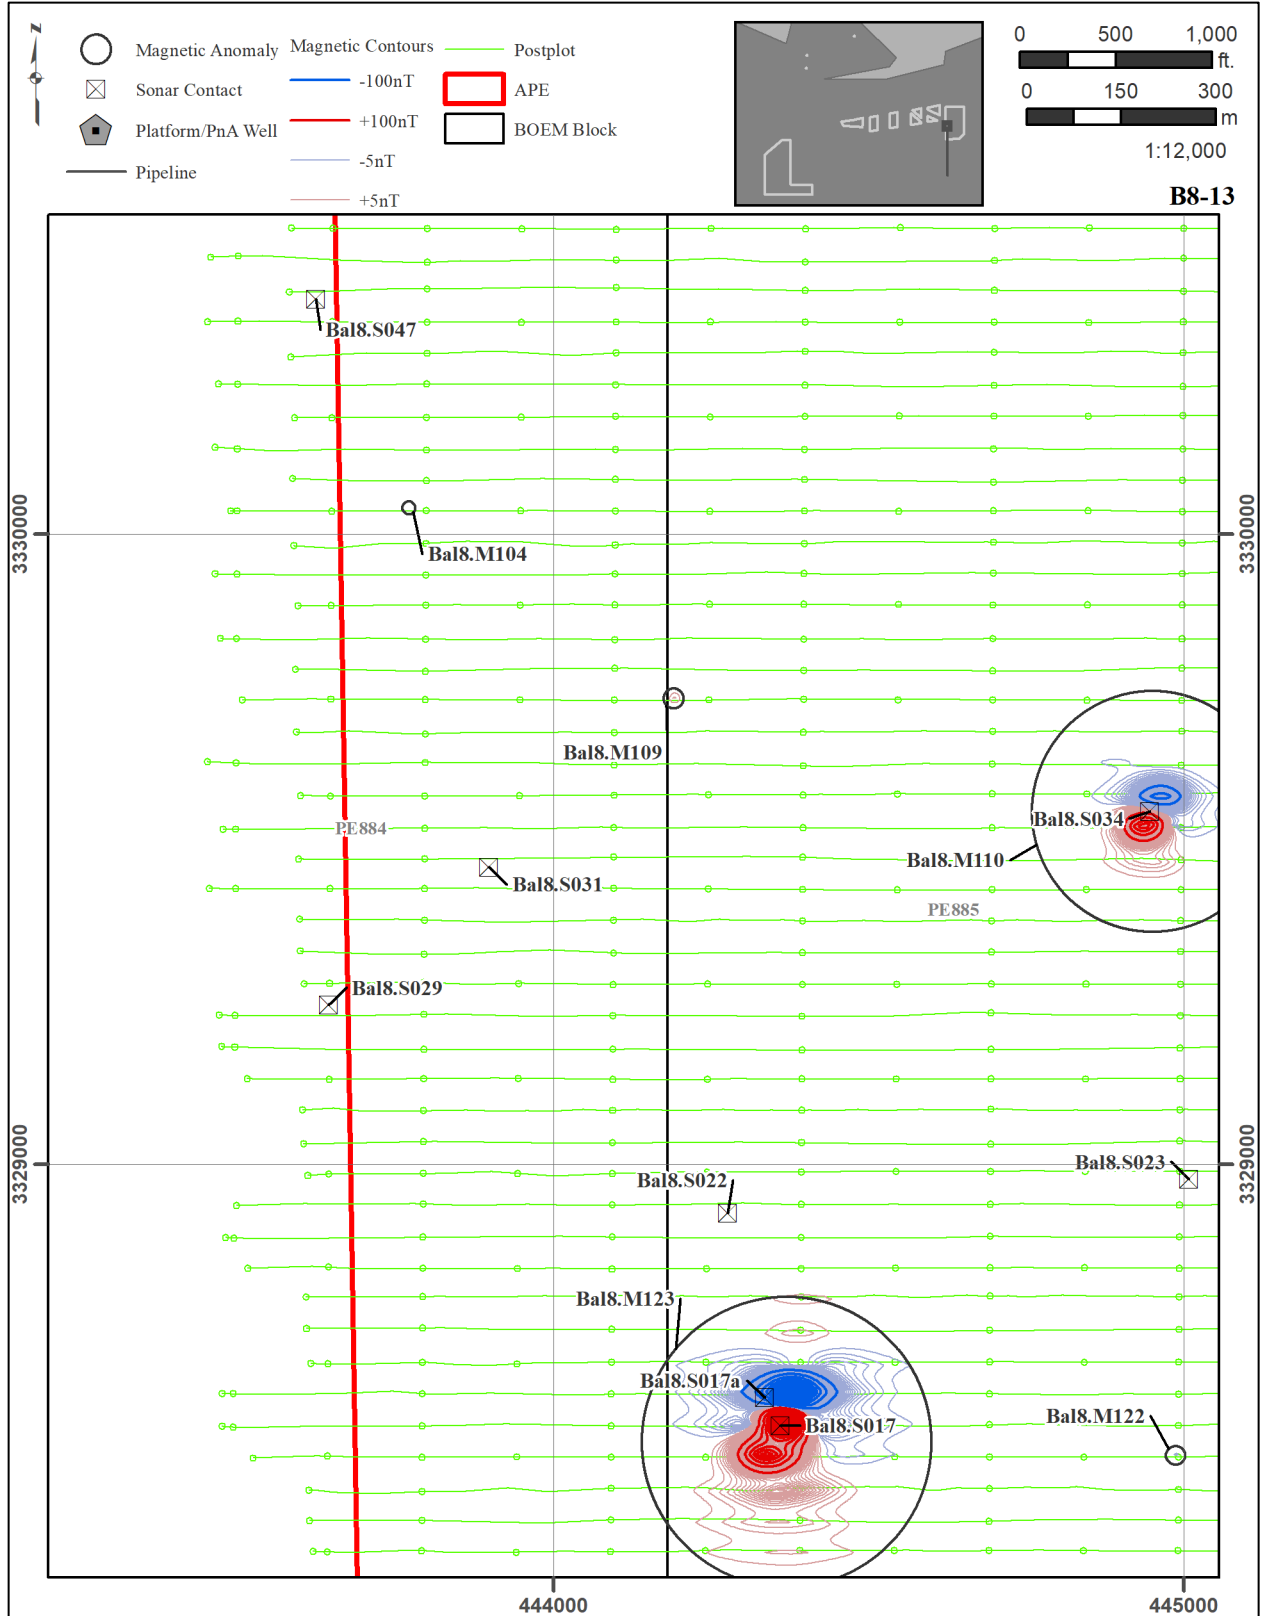 Z
Magnetic Anomaly
Sonar Contact
Platform/PnA Well
Pipeline
Magnetic Contours
-100nT
+100nT
-5nT
+5nT
Postplot
APE
BOEM Block
0 500 1,000
ft.
0 150 300
m
1:12,000
B8-13
Bal8.S047
Bal8.M104
3330000
3330000
Bal8.M109
Bal8.S034
PE884
Bal8.M110
Bal8.S031
PE885
Bal8.S029
Bal8.S023
3329000
3329000
Bal8.S022
Bal8.M123
Bal8.S017a
Bal8.S017
Bal8.M122
444000
445000